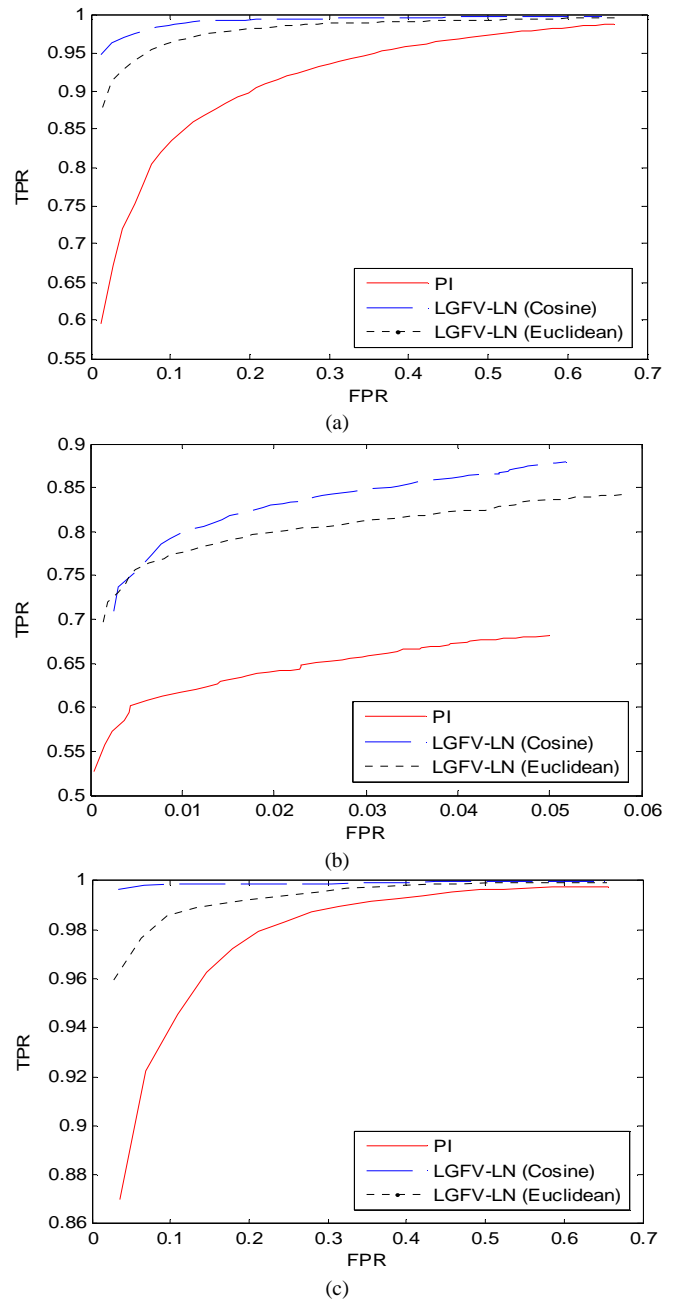 1
0.95
0.9
0.85
0.8
0.75
0.7
0.65
0.6
0.55
TPR
PI
LGFV-LN (Cosine)
LGFV-LN (Euclidean)
0 0.1 0.2 0.3 0.4 0.5 0.6 0.7
FPR
(a)
0.9
0.85
0.8
0.75
0.7
0.65
0.6
0.55
0.5
TPR
PI
LGFV-LN (Cosine)
LGFV-LN (Euclidean)
0 0.01 0.02 0.03 0.04 0.05 0.06
FPR
(b)
1
0.98
0.96
0.94
0.92
0.9
0.88
0.86
TPR
PI
LGFV-LN (Cosine)
LGFV-LN (Euclidean)
0 0.1 0.2 0.3 0.4 0.5 0.6 0.7
FPR
(c)